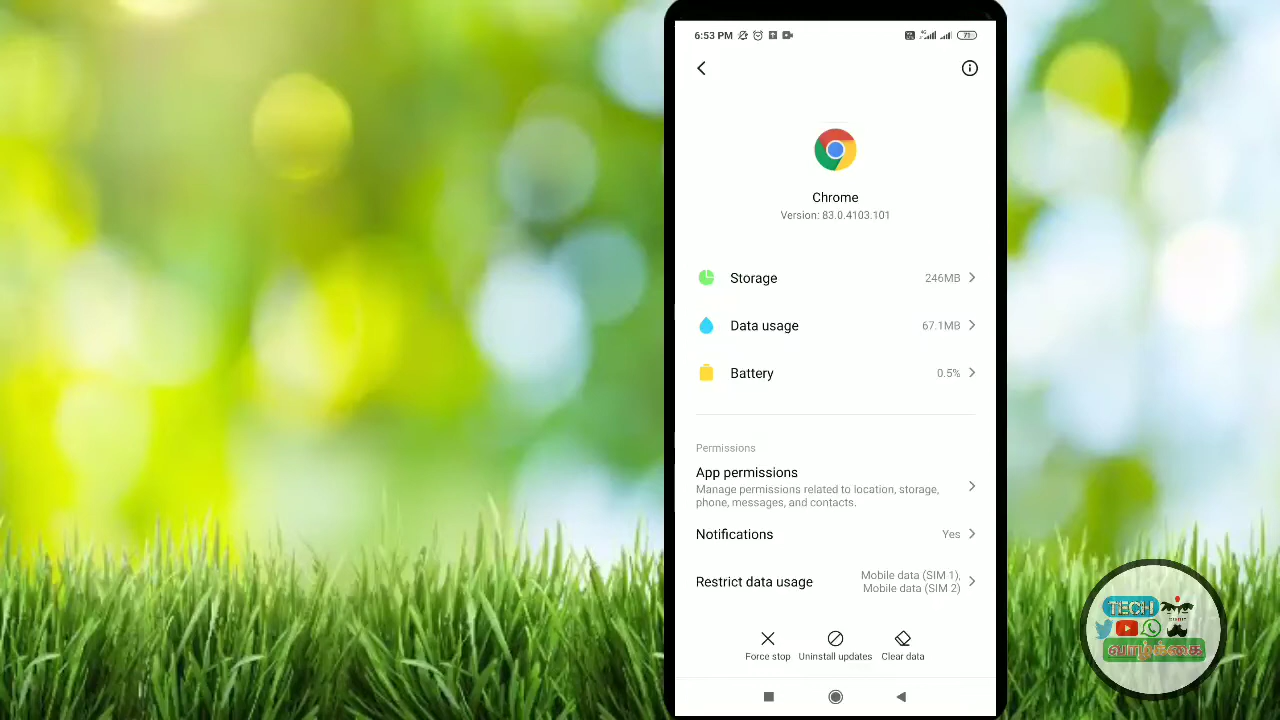 6:53 PM
73
Chrome
Version: 83.0.4103.101
Storage 246MB
Data usage 67.1MB
Battery 0.5%
Permissions
App permissions
Manage permissions related to location, storage,
phone, messages, and contacts.
Notifications Yes
Restrict data usage Mobile data (SIM 1),
Mobile data (SIM 2)
Force stop Uninstall updates Clear data
TECH
வாழ்க்கை